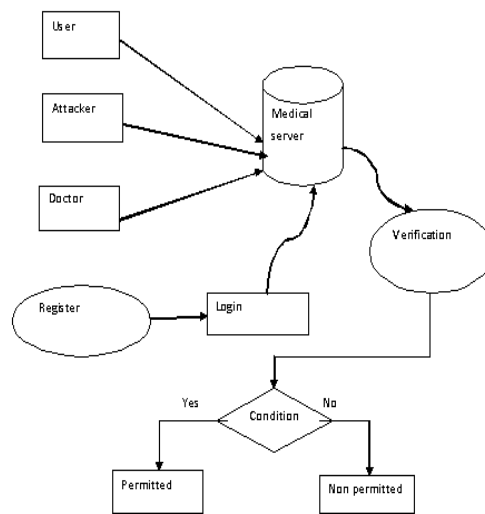 User
Attacker
Doctor
Medical
server
Verification
Register
Login
Yes
Condition
No
Permitted
Non permitted